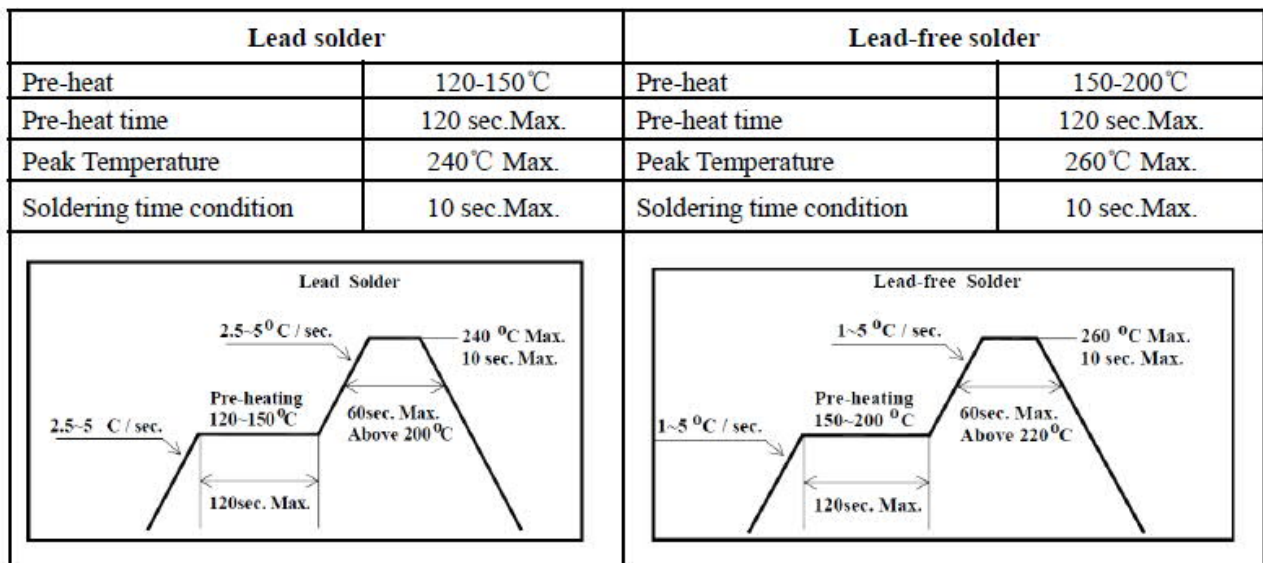 Lead solder Lead-free solder
Pre-heat 120-150℃ Pre-heat 150-200℃
Pre-heat time 120 sec.Max. Pre-heat time 120 sec.Max.
Peak Temperature 240℃ Max. Peak Temperature 260℃ Max.
Soldering time condition 10 sec.Max. Soldering time condition 10 sec.Max.
Lead Solder
2.5~5⁰ C / sec.
240 ⁰C Max.
10 sec. Max.
Pre-heating
120~150⁰C
2.5~5 C / sec.
60sec. Max.
Above 200⁰C
120sec. Max.
Lead-free Solder
1~5 ⁰C / sec.
260 ⁰C Max.
10 sec. Max.
Pre-heating
150~200 ⁰C
1~5 ⁰C / sec.
60sec. Max.
Above 220⁰C
120sec. Max.